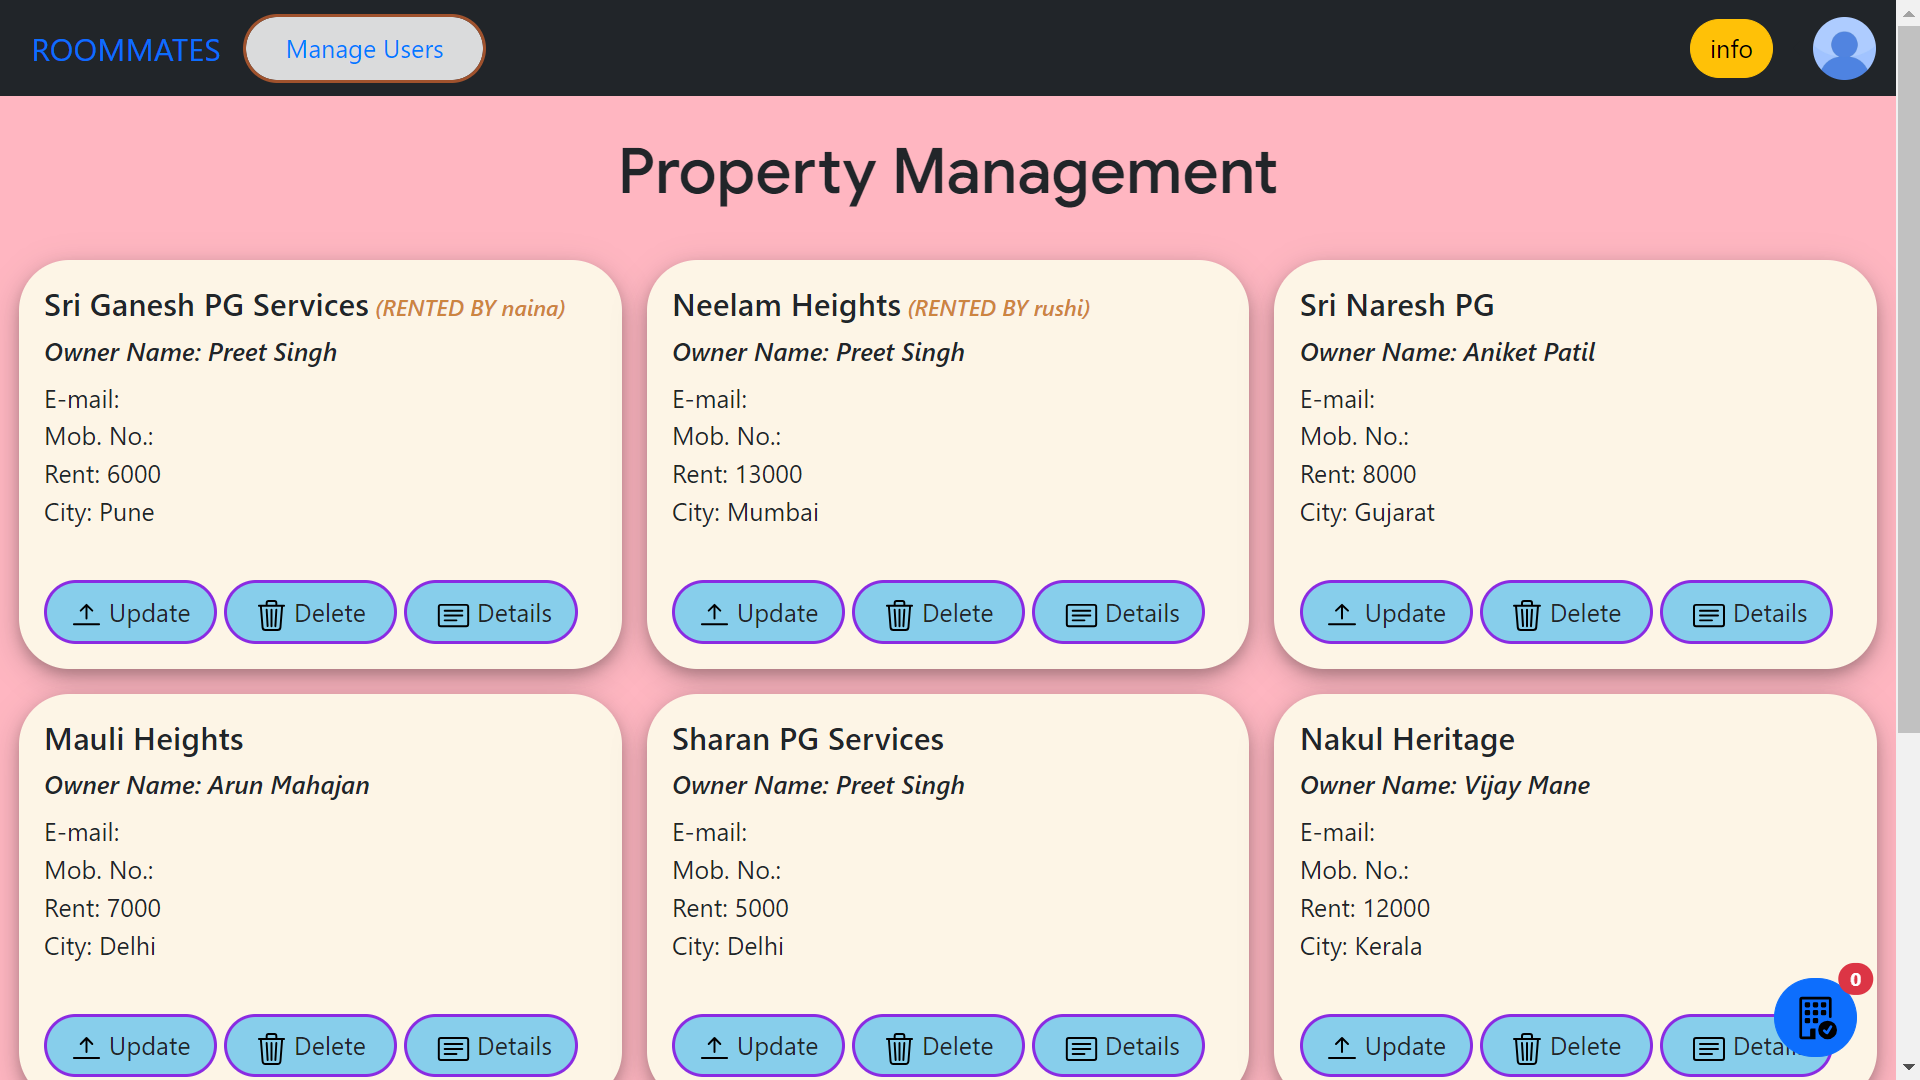 ROOMMATES
Manage Users
info
Property Management
Sri Ganesh PG Services (RENTED BY naina)
Owner Name: Preet Singh
E-mail:
Mob. No.:
Rent: 6000
City: Pune
Update
Delete
Details
Neelam Heights (RENTED BY rushi)
Owner Name: Preet Singh
E-mail:
Mob. No.:
Rent: 13000
City: Mumbai
Update
Delete
Details
Sri Naresh PG
Owner Name: Aniket Patil
E-mail:
Mob. No.:
Rent: 8000
City: Gujarat
Update
Delete
Details
Mauli Heights
Owner Name: Arun Mahajan
E-mail:
Mob. No.:
Rent: 7000
City: Delhi
Update
Delete
Details
Sharan PG Services
Owner Name: Preet Singh
E-mail:
Mob. No.:
Rent: 5000
City: Delhi
Update
Delete
Details
Nakul Heritage
Owner Name: Vijay Mane
E-mail:
Mob. No.:
Rent: 12000
City: Kerala
Update
Delete
0